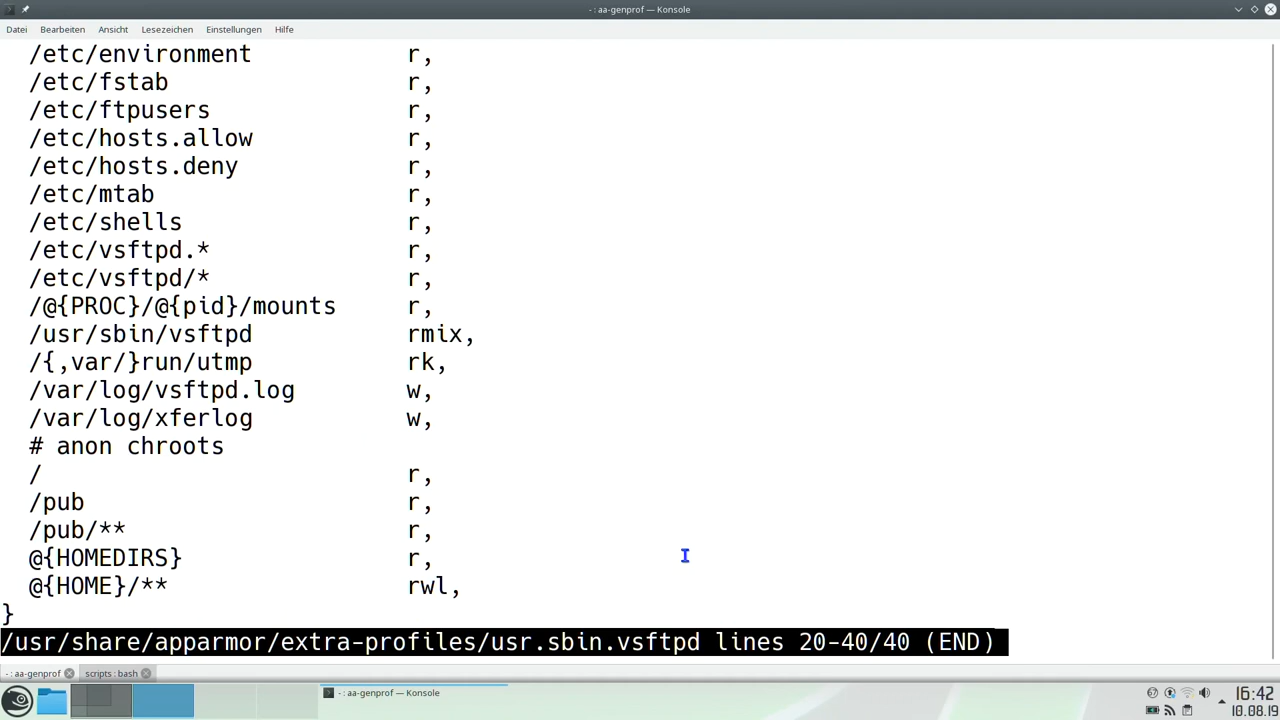 - : aa-genprof — Konsole
Datei Bearbeiten Ansicht Lesezeichen Einstellungen Hilfe
/etc/environment r,
/etc/fstab r,
/etc/ftpusers r,
/etc/hosts.allow r,
/etc/hosts.deny r,
/etc/mtab r,
/etc/shells r,
/etc/vsftpd.* r,
/etc/vsftpd/* r,
/@{PROC}/@{pid}/mounts r,
/usr/sbin/vsftpd rmix,
/{,var/}run/utmp rk,
/var/log/vsftpd.log w,
/var/log/xferlog w,
# anon chroots
/ r,
/pub r,
/pub/** r,
@{HOMEDIRS} r,
@{HOME}/** rwl,
}
/usr/share/apparmor/extra-profiles/usr.sbin.vsftpd lines 20-40/40 (END)
- : aa-genprof scripts : bash
- : aa-genprof — Konsole
16:42
10.08.19